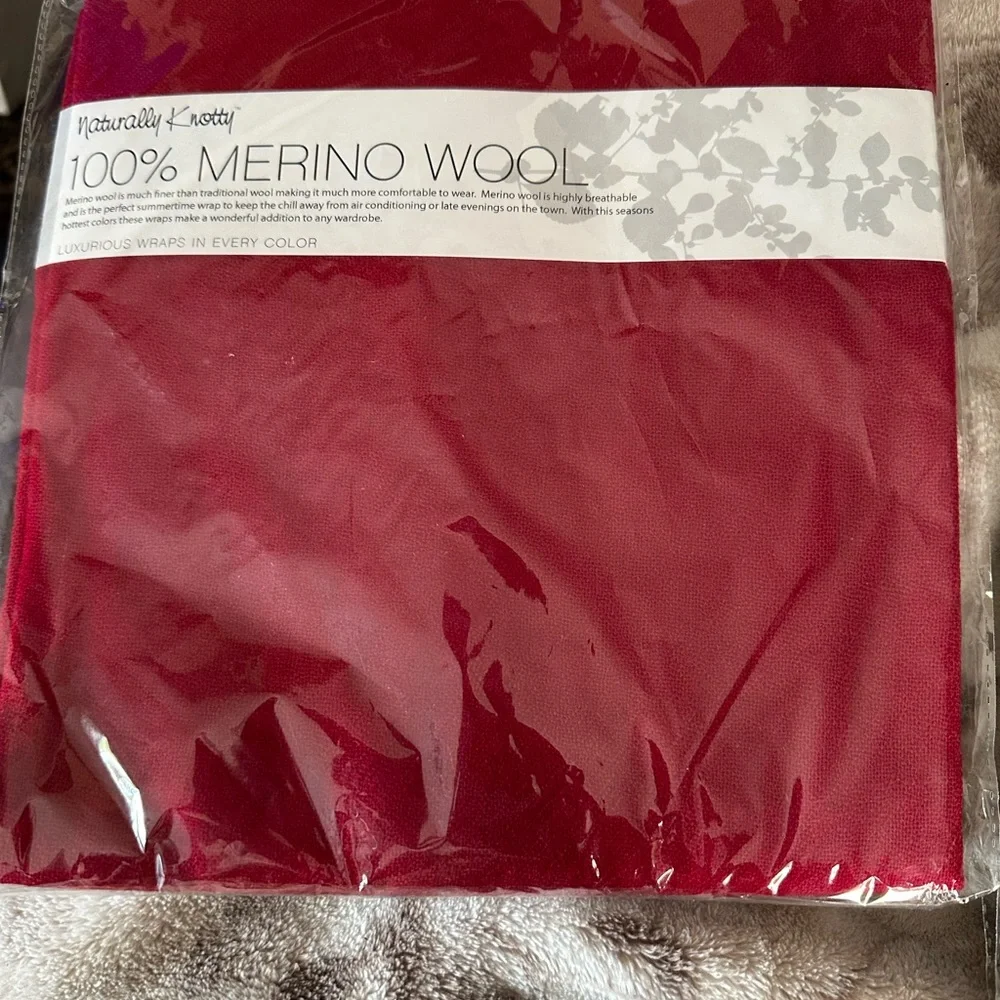 Naturally Knotty™
100% MERINO WOOL
Merino wool is much finer than traditional wool making it much more comfortable to wear. Merino wool is highly breathable
and is the perfect summertime wrap to keep the chill away from air conditioning or late evenings on the town. With this seasons
hottest colors these wraps make a wonderful addition to any wardrobe.
LUXURIOUS WRAPS IN EVERY COLOR